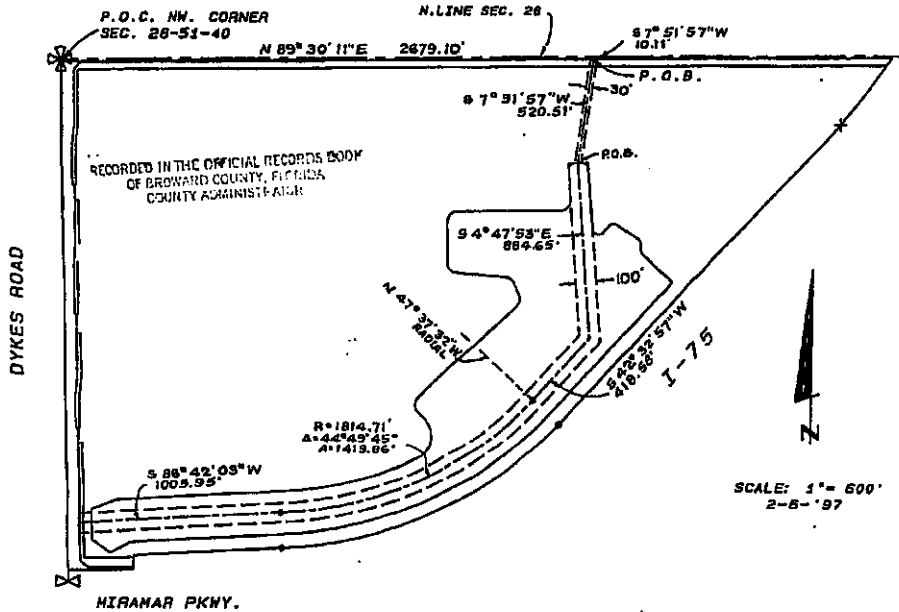 P.O.C. NW. CORNER
SEC. 28-51-40
N.LINE SEC. 28
N 89° 30' 11"E 2679.10'
S 7° 51' 57"W
10.11'
P.O.B.
30'
S 7° 31' 57"W
520.51'
P.O.B.
RECORDED IN THE OFFICIAL RECORDS BOOK
OF BROWARD COUNTY, FLORIDA
COUNTY ADMINISTRATOR
S 4° 47' 53"E
884.65'
100'
DYKES ROAD
N 47° 37' 32"W
RADIAL
S 42° 32' 57"W
418.58'
I-75
R=1814.71'
Δ=44° 49' 45"
A=1419.86'
S 86° 42' 03"W
1005.95'
N
SCALE: 1"= 600'
2-6-'97
MIRAMAR PKWY.